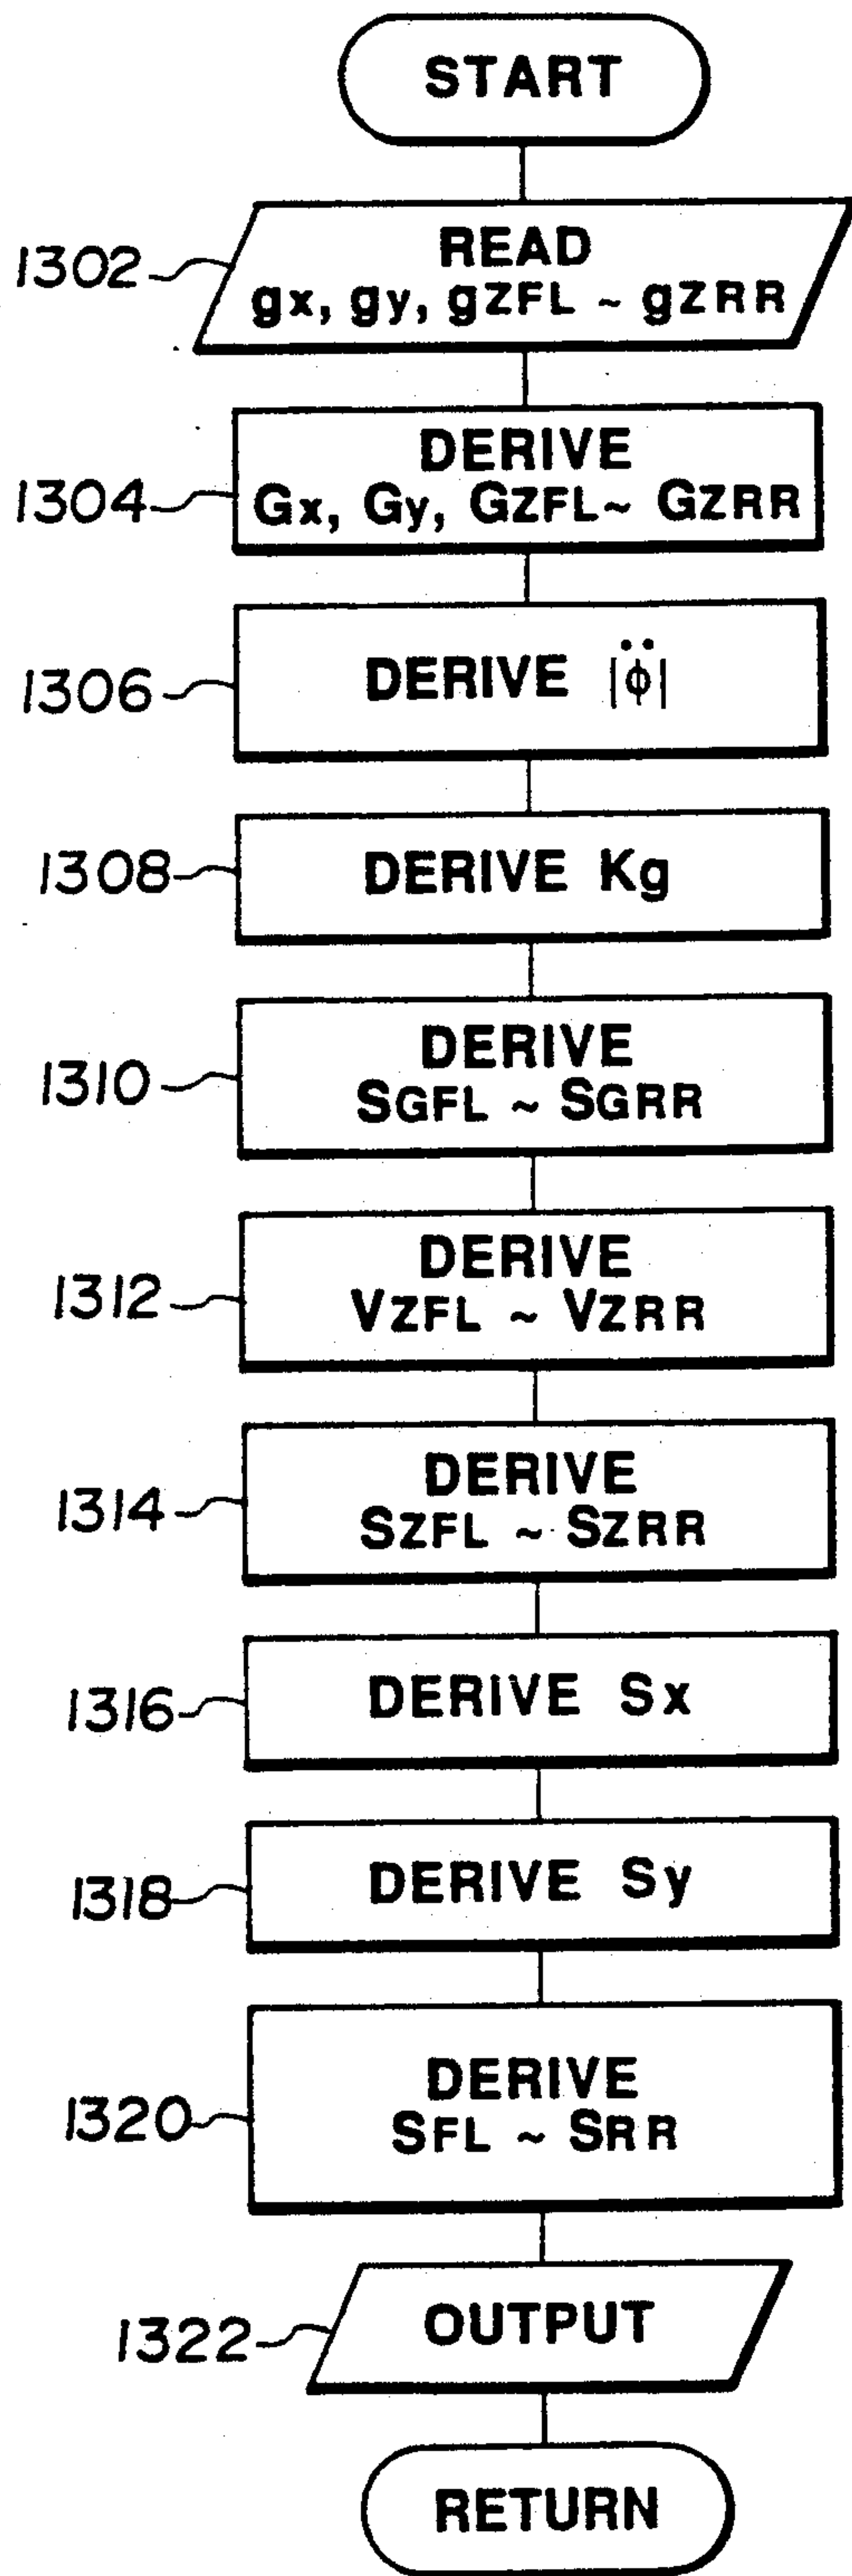 START
1302
READ
gx, gy, gZFL ~ gZRR
1304
DERIVE
Gx, Gy, GZFL ~ GZRR
1306
DERIVE |φ̈|
1308
DERIVE Kg
1310
DERIVE
SGFL ~ SGRR
1312
DERIVE
VZFL ~ VZRR
1314
DERIVE
SZFL ~ SZRR
1316
DERIVE Sx
1318
DERIVE Sy
1320
DERIVE
SFL ~ SRR
1322
OUTPUT
RETURN